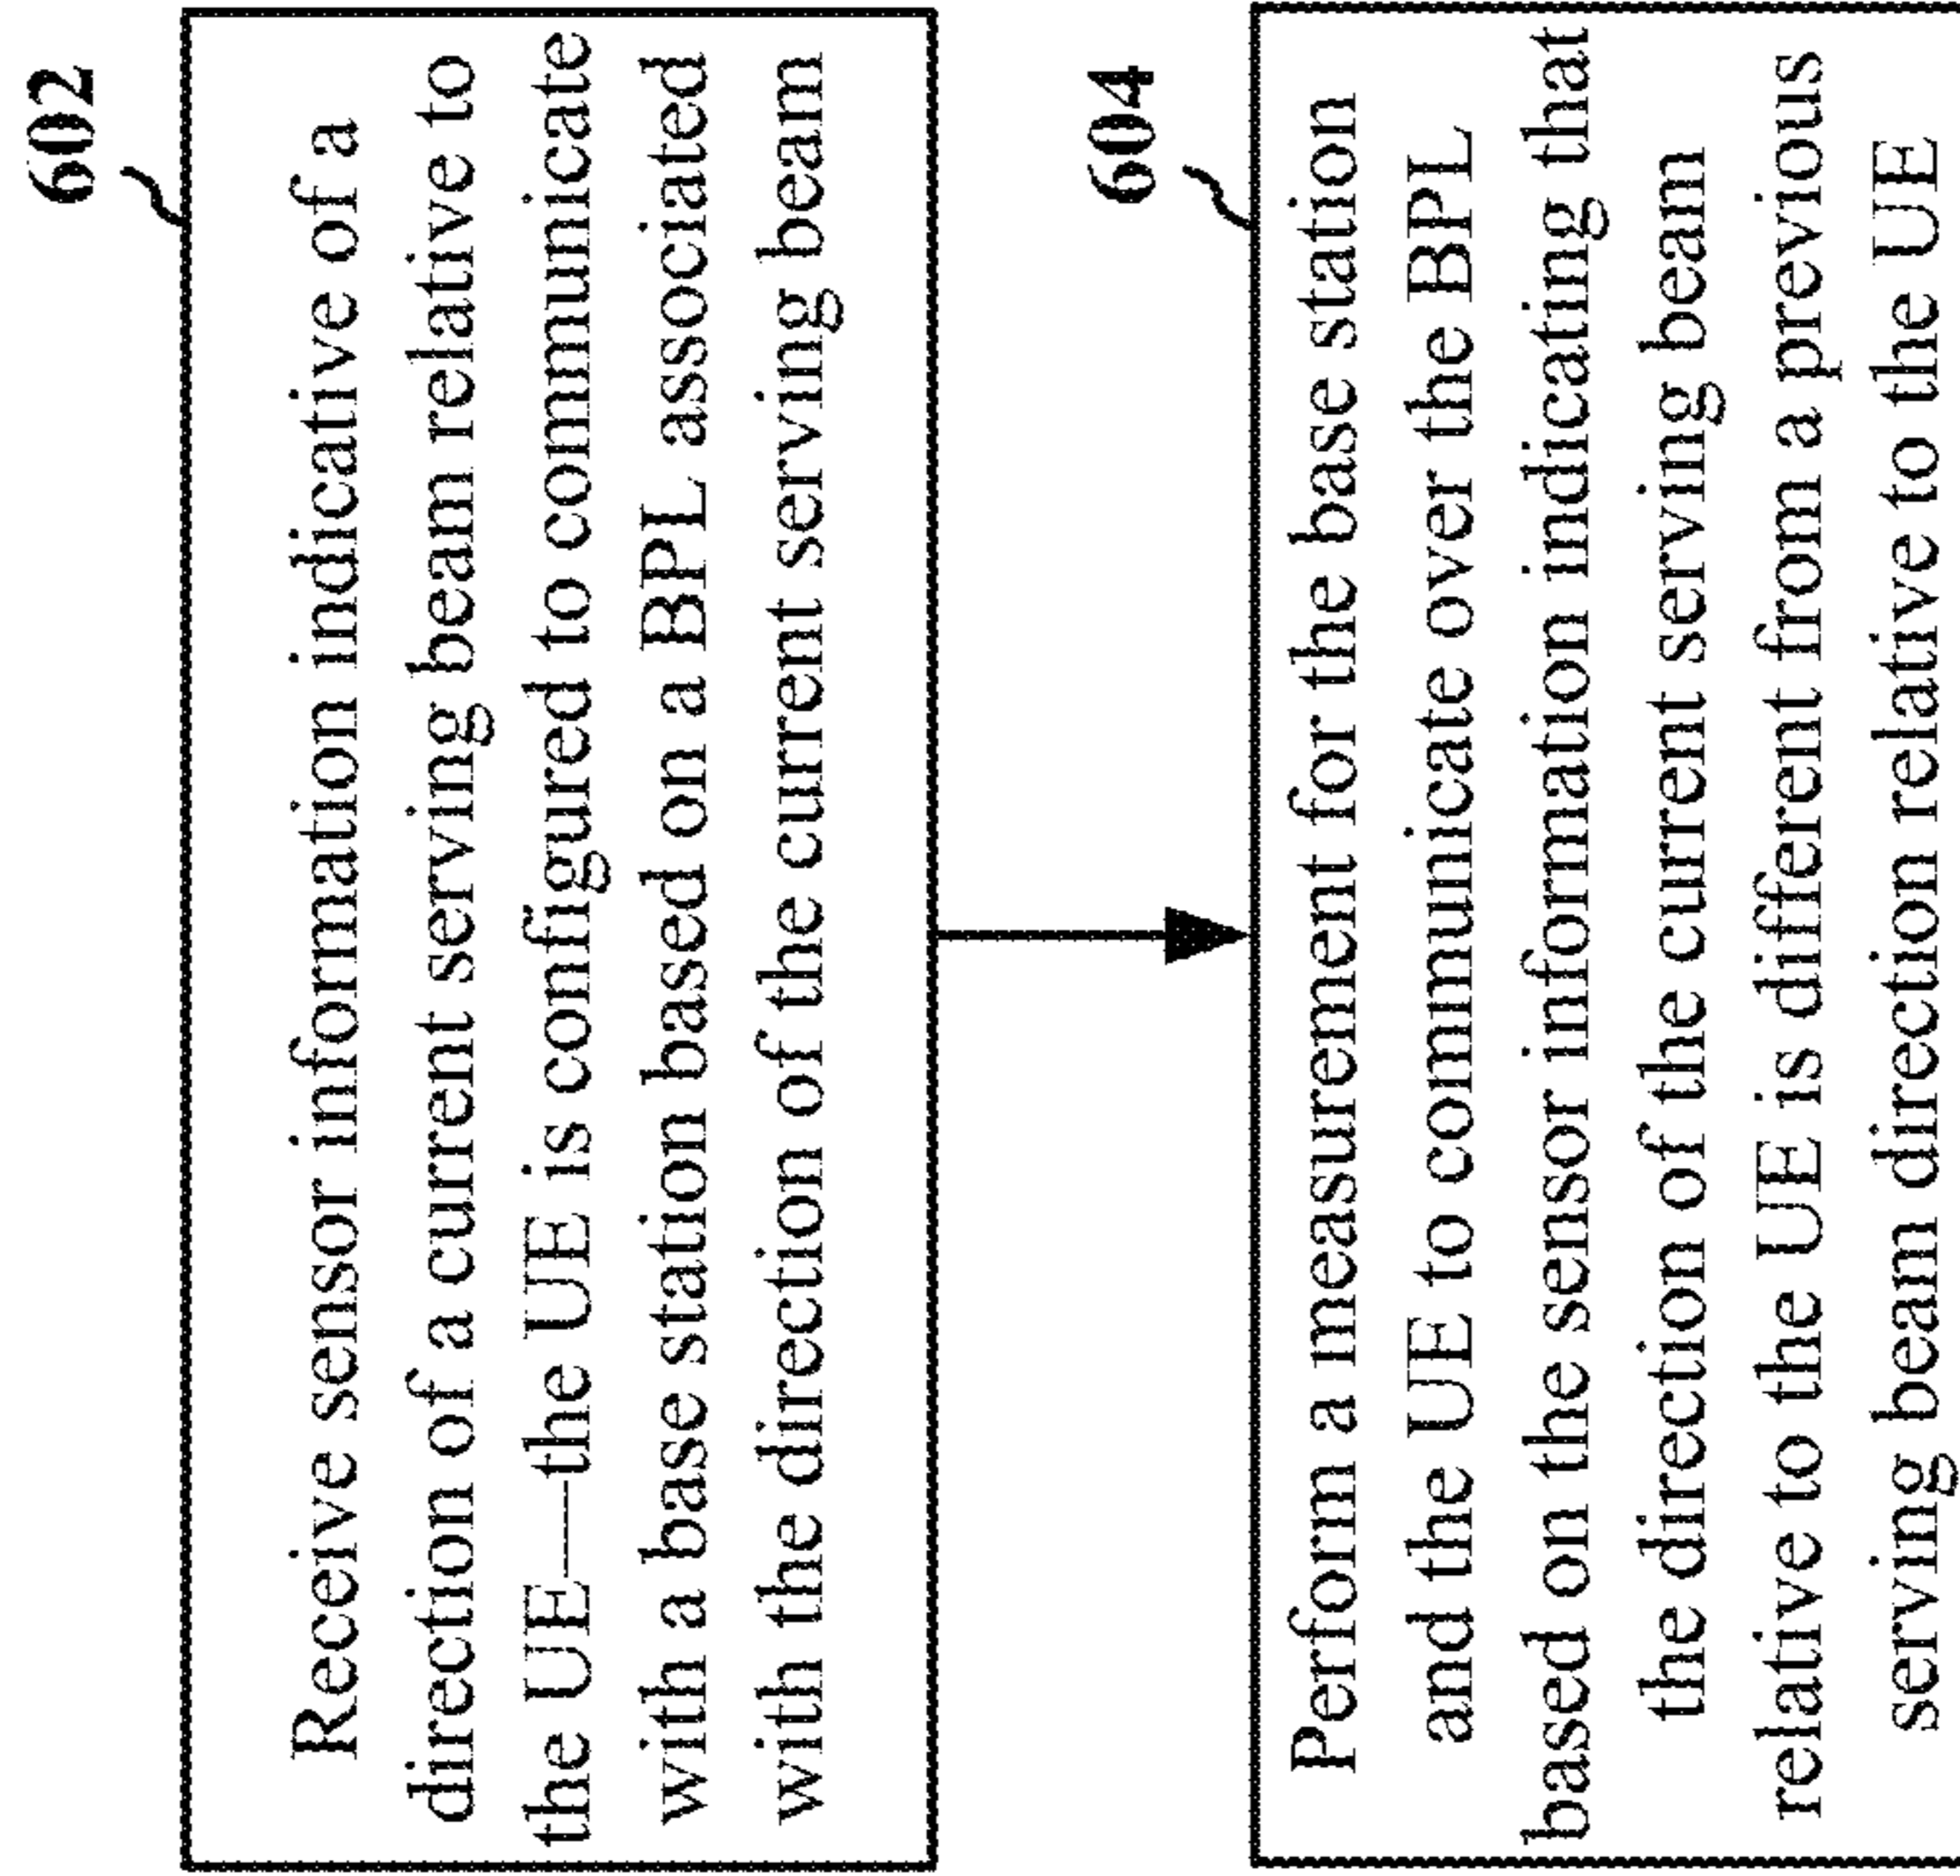 602
Receive sensor information indicative of a
direction of a current serving beam relative to
the UE—the UE is configured to communicate
with a base station based on a BPL associated
with the direction of the current serving beam
604
Perform a measurement for the base station
and the UE to communicate over the BPL
based on the sensor information indicating that
the direction of the current serving beam
relative to the UE is different from a previous
serving beam direction relative to the UE